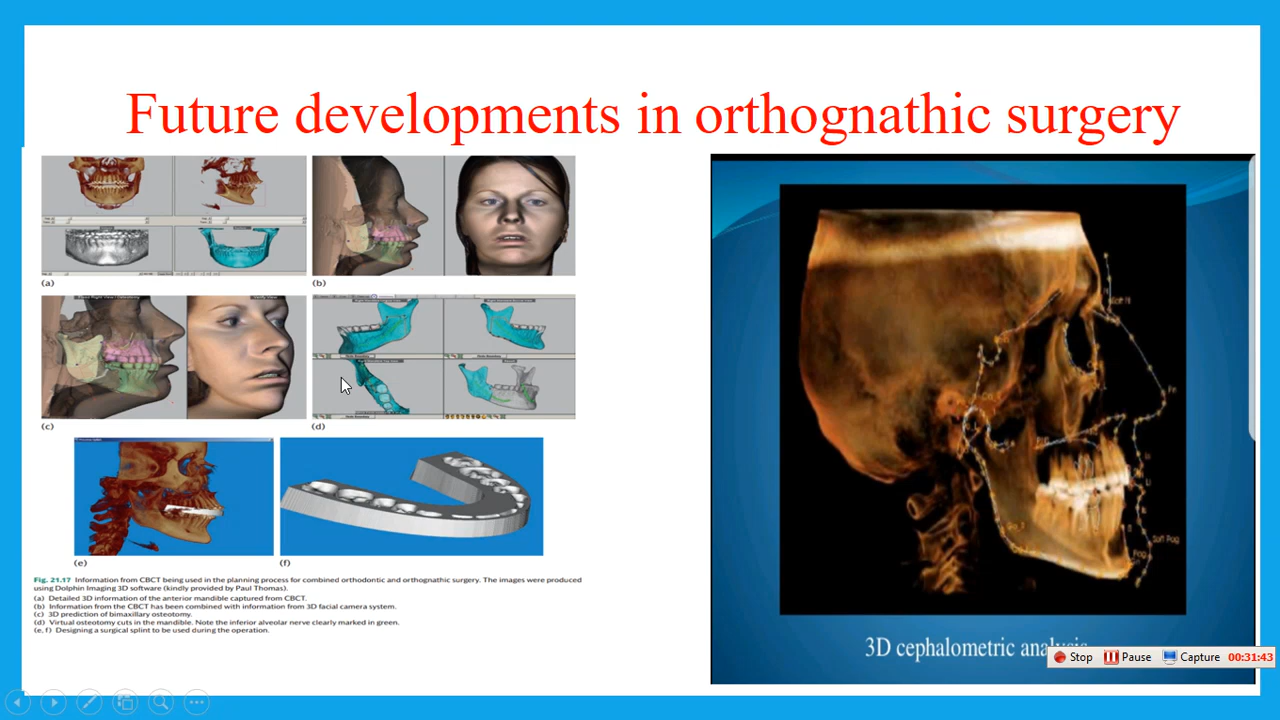 Future developments in orthognathic surgery
(a)
(b)
(c)
(d)
(e)
(f)
Fig. 21.17 Information from CBCT being used in the planning process for combined orthodontic and orthognathic surgery. The images were produced
using Dolphin Imaging 3D software (kindly provided by Paul Thomas).
(a) Detailed 3D information of the anterior mandible captured from CBCT.
(b) Information from the CBCT has been combined with information from 3D facial camera system.
(c) 3D prediction of bimaxillary osteotomy.
(d) Virtual osteotomy cuts in the mandible. Note the inferior alveolar nerve clearly marked in green.
(e, f) Designing a surgical splint to be used during the operation.
Soft Pog
Pog
3D cephalometric analysis
Stop Pause Capture 00:31:43